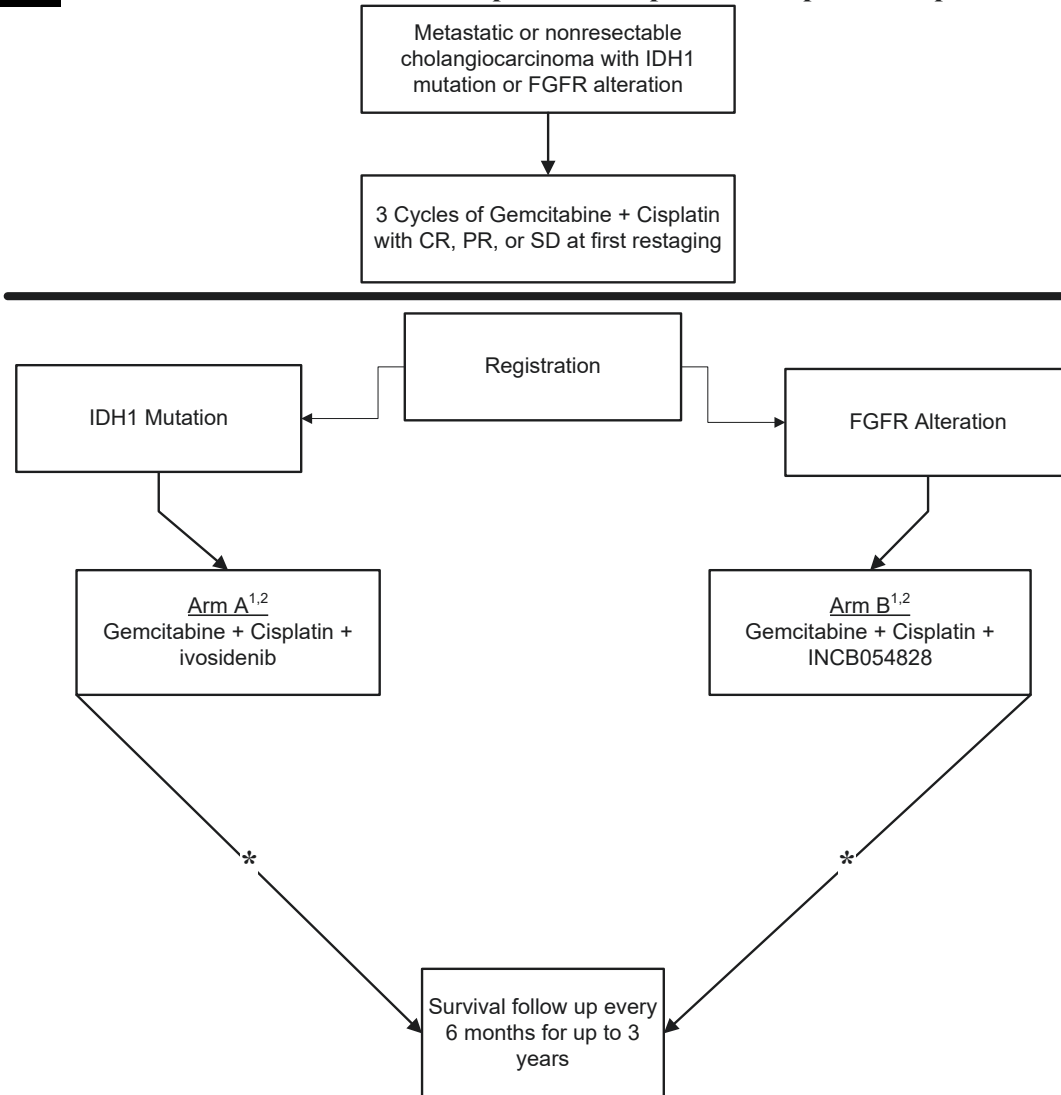 Metastatic or nonresectable
cholangiocarcinoma with IDH1
mutation or FGFR alteration
3 Cycles of Gemcitabine + Cisplatin
with CR, PR, or SD at first restaging
Registration
IDH1 Mutation
FGFR Alteration
Arm A1,2
Gemcitabine + Cisplatin +
ivosidenib
Arm B1,2
Gemcitabine + Cisplatin +
INCB054828
*
*
Survival follow up every
6 months for up to 3
years